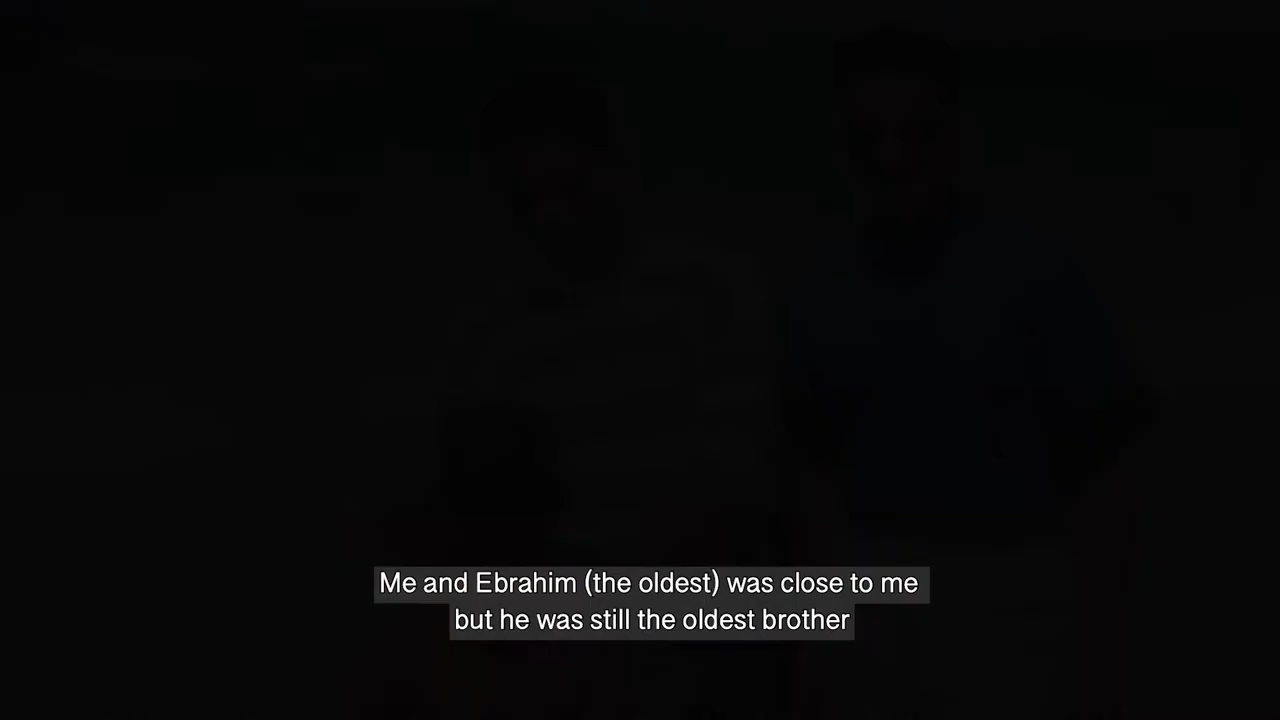 Me and Ebrahim (the oldest) was close to me
but he was still the oldest brother